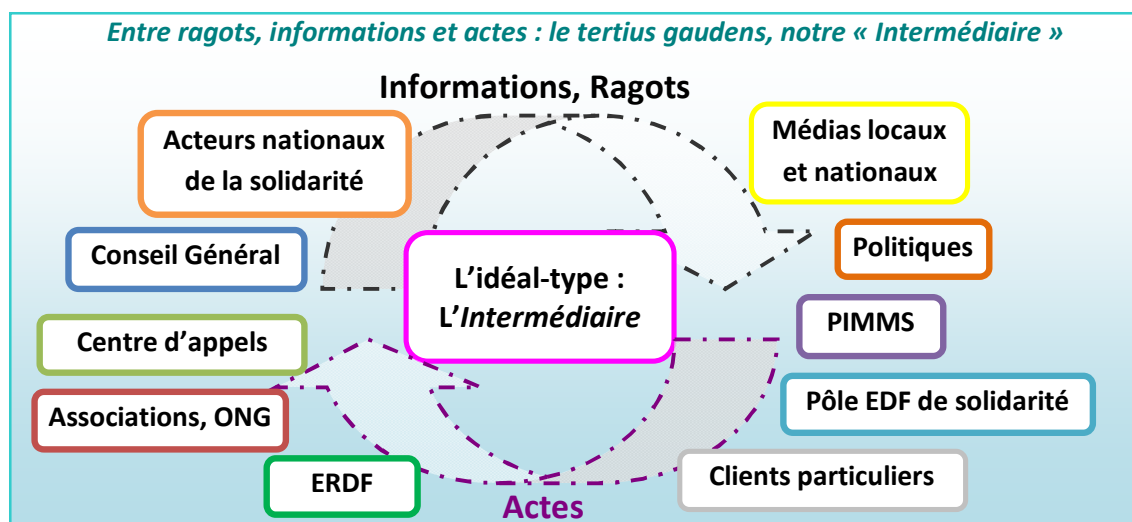 Entre ragots, informations et actes : le tertius gaudens, notre « Intermédiaire »
Informations, Ragots
Acteurs nationaux
de la solidarité
Médias locaux
et nationaux
Conseil Général
Politiques
L’idéal-type :
L’Intermédiaire
Centre d’appels
PIMMS
Associations, ONG
Pôle EDF de solidarité
ERDF
Clients particuliers
Actes